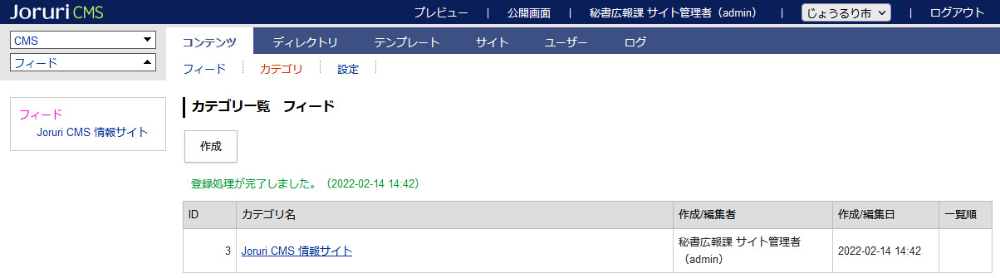 Joruri CMS プレビュー | 公開画面 | 秘書広報課 サイト管理者（admin） | じょうるり市 | ログアウト
CMS
フィード
コンテンツ ディレクトリ テンプレート サイト ユーザー ログ
フィード カテゴリ 設定
フィード
Joruri CMS 情報サイト
カテゴリ一覧　フィード
作成
登録処理が完了しました。（2022-02-14 14:42）
ID カテゴリ名 作成/編集者 作成/編集日 一覧順
3 Joruri CMS 情報サイト 秘書広報課 サイト管理者 2022-02-14 14:42
（admin）